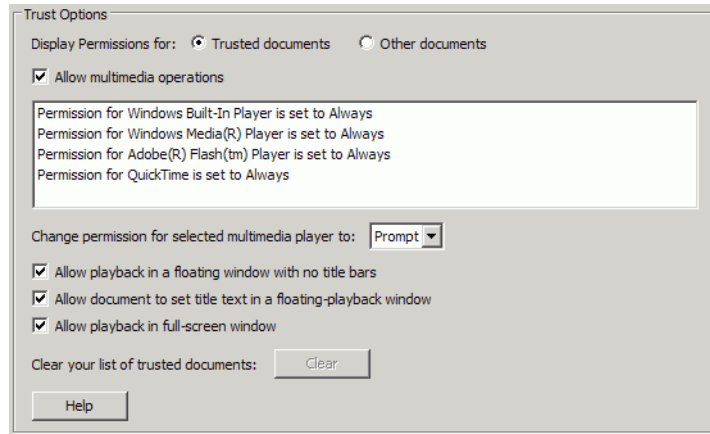 Trust Options
Display Permissions for: Trusted documents Other documents
Allow multimedia operations
Permission for Windows Built-In Player is set to Always
Permission for Windows Media(R) Player is set to Always
Permission for Adobe(R) Flash(tm) Player is set to Always
Permission for QuickTime is set to Always
Change permission for selected multimedia player to: Prompt
Allow playback in a floating window with no title bars
Allow document to set title text in a floating-playback window
Allow playback in full-screen window
Clear your list of trusted documents: Clear
Help